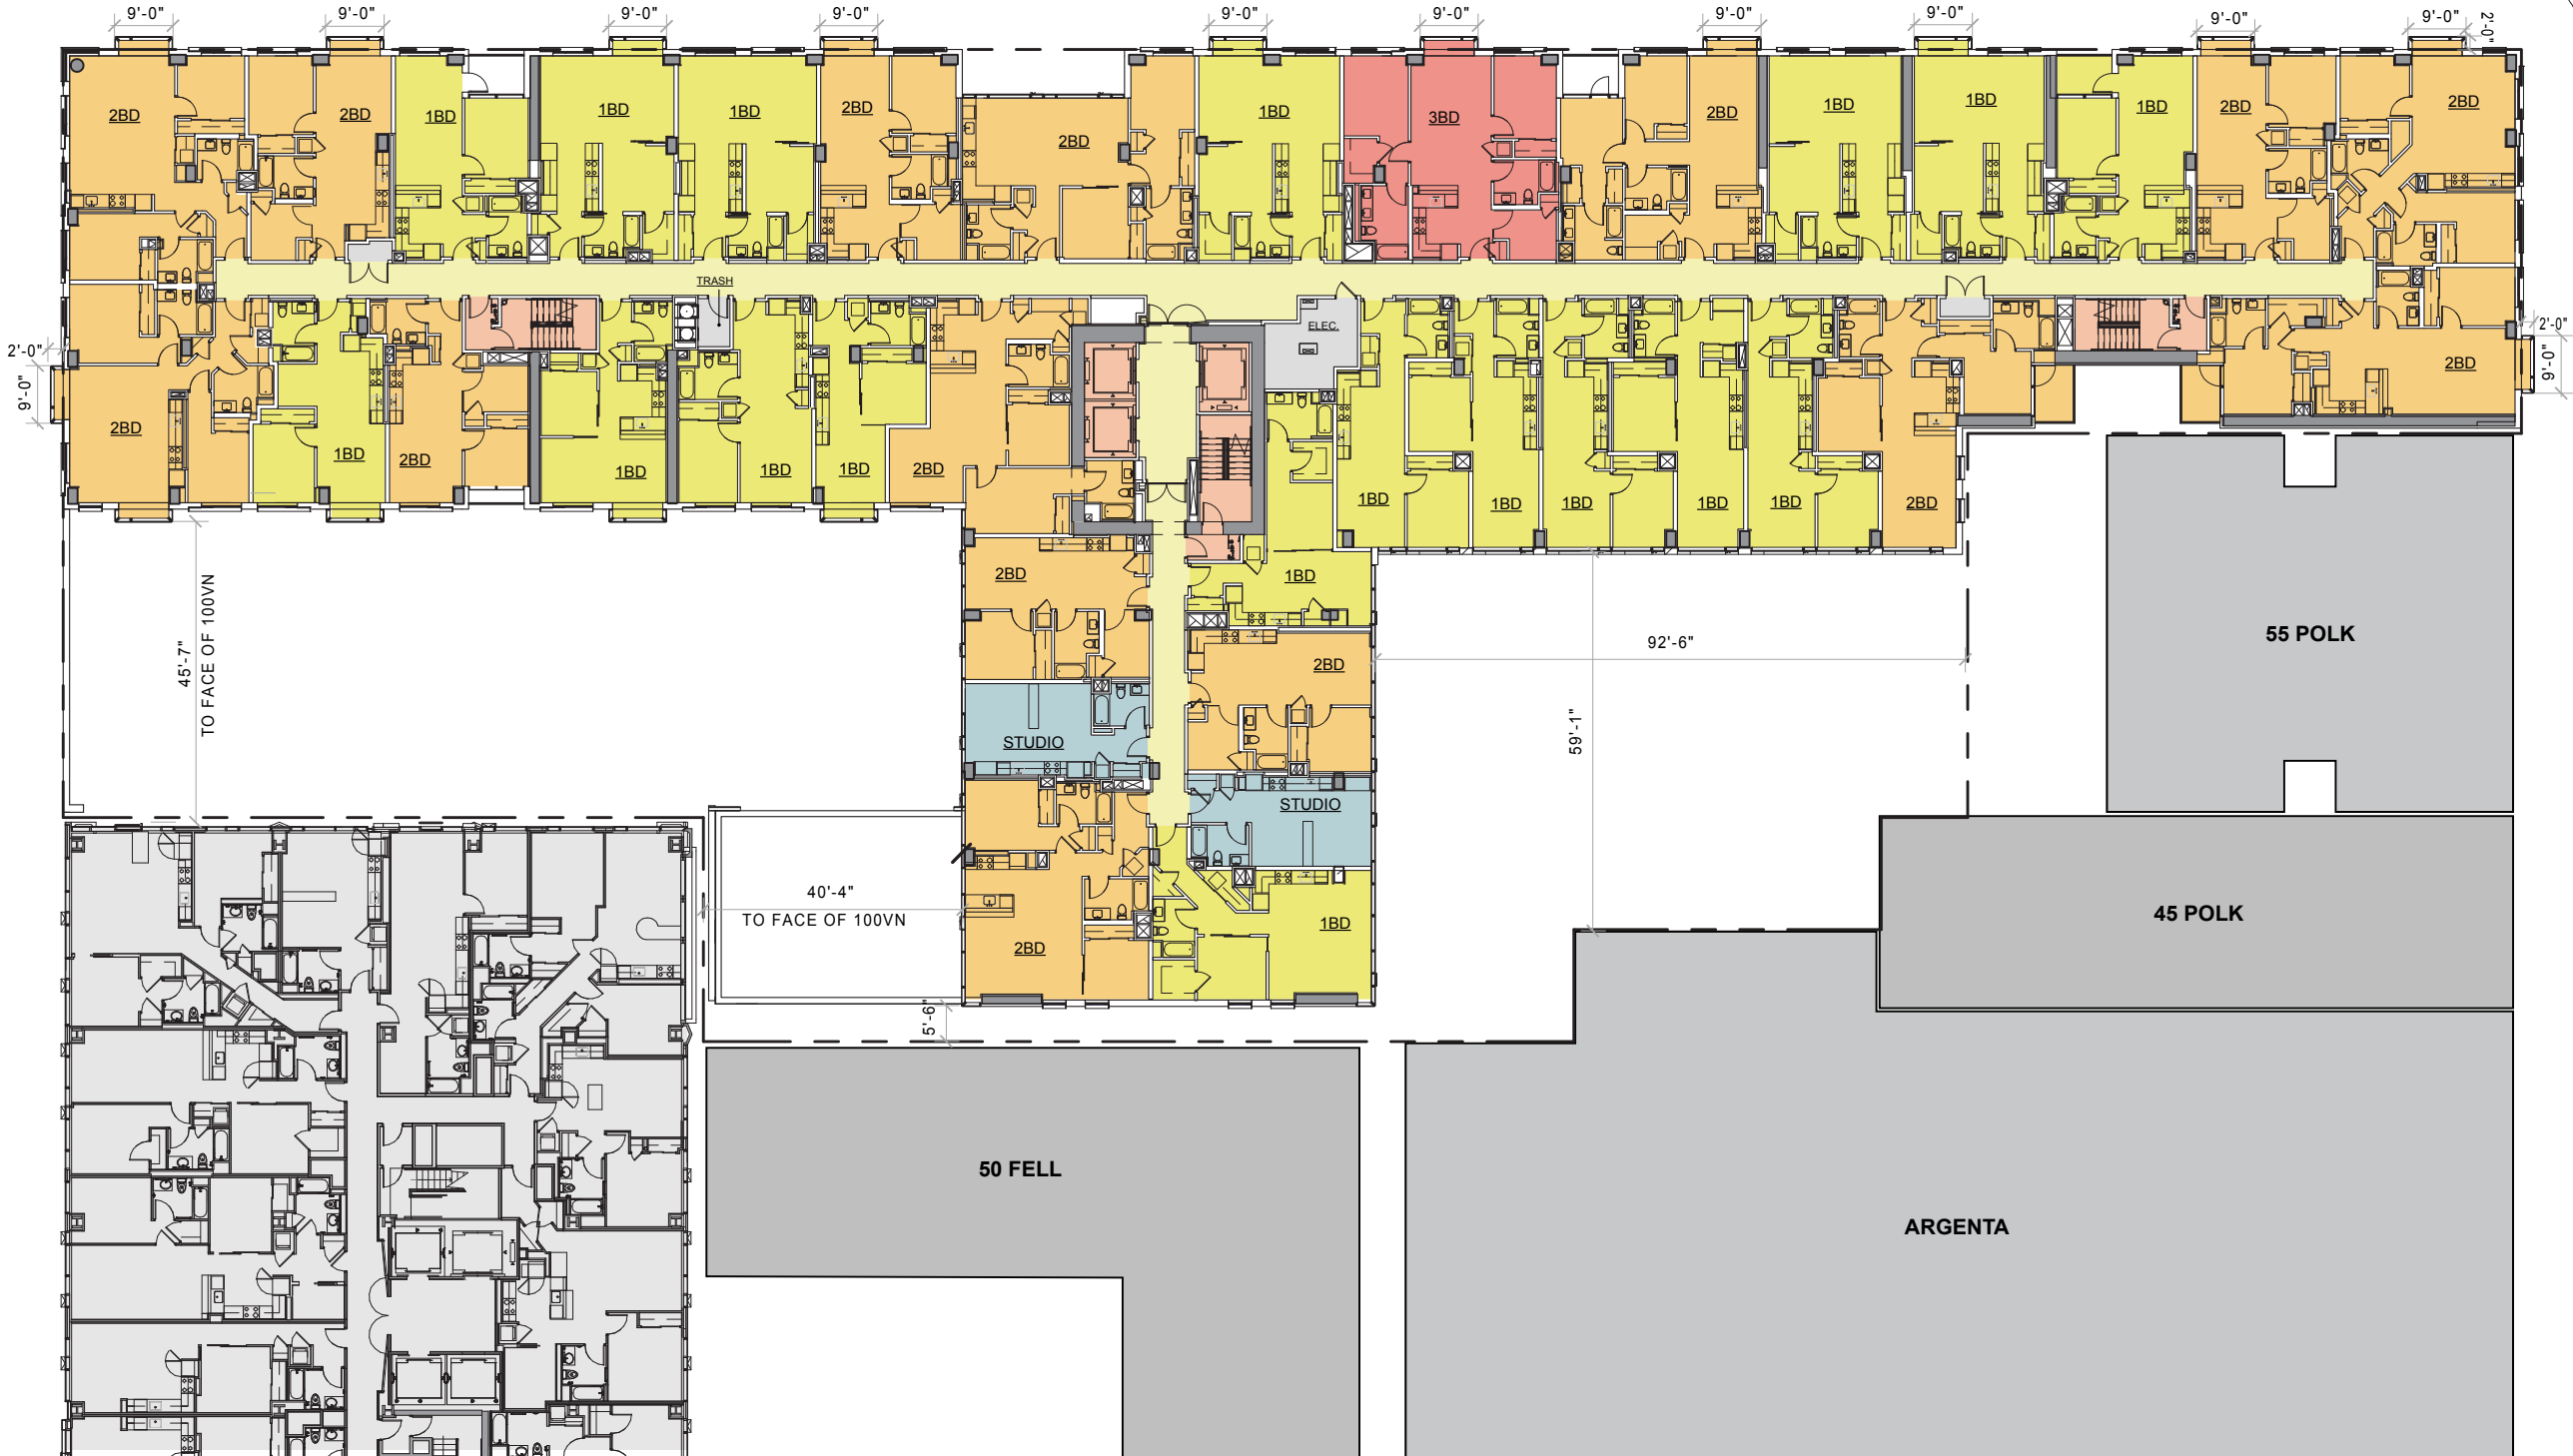 9'-0" 9'-0" 9'-0" 9'-0" 9'-0" 9'-0" 9'-0" 9'-0" 9'-0" 9'-0" 2'-0"
2BD 2BD 1BD 1BD 1BD 2BD 2BD 1BD 3BD 2BD 1BD 1BD 1BD 2BD 2BD
TRASH
ELEC.
2'-0"
9'-0"
2'-0"
9'-0"
2BD
2BD 1BD 2BD 1BD 1BD 1BD 2BD
1BD 1BD 1BD 1BD 1BD 2BD
2BD 1BD
2BD
STUDIO
STUDIO
2BD 1BD
45'-7"
TO FACE OF 100VN
92'-6"
59'-1"
40'-4"
TO FACE OF 100VN
5'-6"
55 POLK
45 POLK
50 FELL
ARGENTA